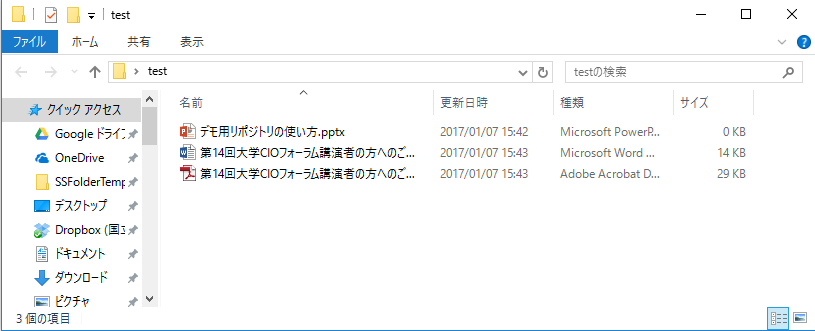 test
ファイル ホーム 共有 表示
test testの検索
名前 更新日時 種類 サイズ
クイック アクセス
Google ドライブ
OneDrive
SSFolderTemp
デスクトップ
Dropbox (国立
ドキュメント
ダウンロード
ピクチャ
デモ用リポジトリの使い方.pptx 2017/01/07 15:42 Microsoft PowerP... 0 KB
第14回大学CIOフォーラム講演者の方へのご... 2017/01/07 15:43 Microsoft Word ... 14 KB
第14回大学CIOフォーラム講演者の方へのご... 2017/01/07 15:43 Adobe Acrobat D... 29 KB
3 個の項目